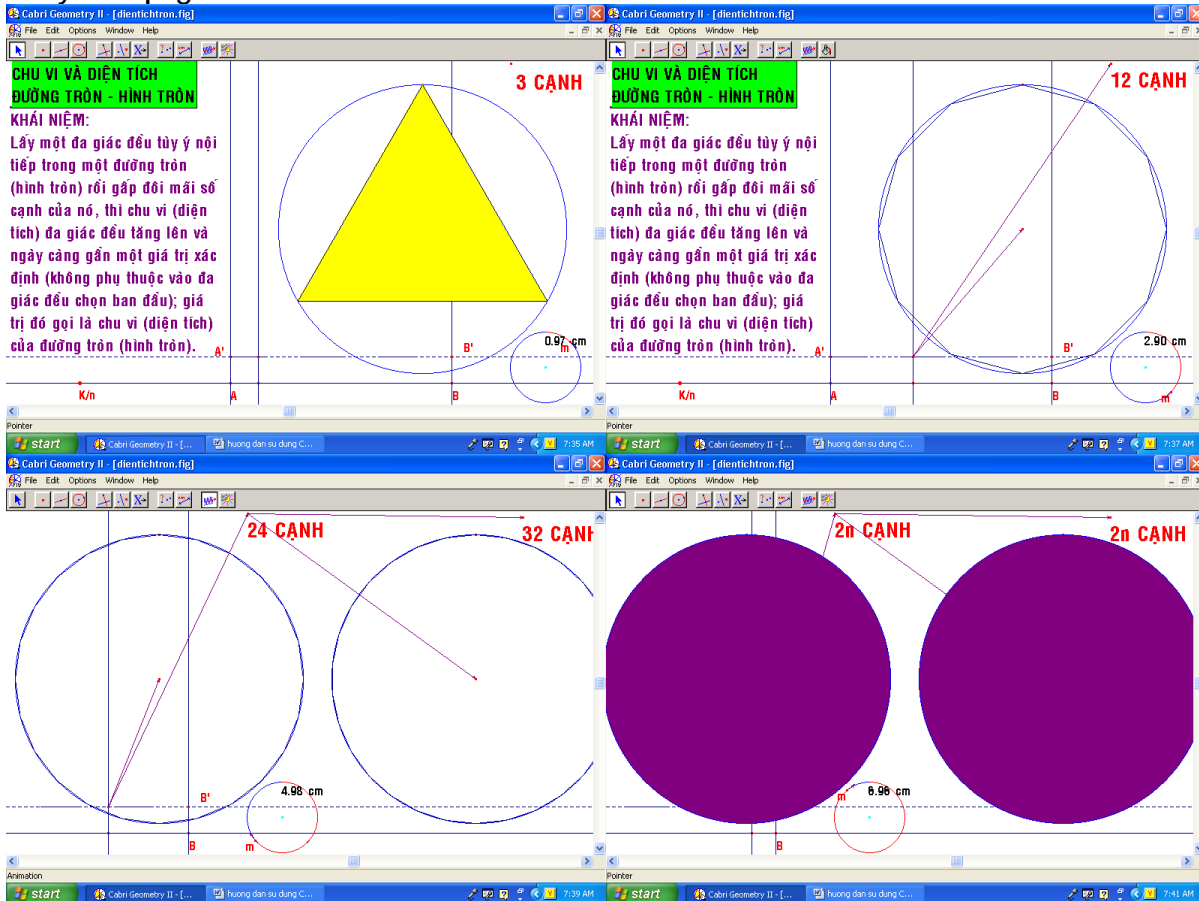 Cabri Geometry II - [dientichtron.fig]
File Edit Options Window Help
CHU VI VÀ DIỆN TÍCH
ĐƯỜNG TRÒN - HÌNH TRÒN
KHÁI NIỆM:
Lấy một đa giác đều tùy ý nội
tiếp trong một đường tròn
(hình tròn) rồi gấp đôi mãi số
cạnh của nó, thì chu vi (diện
tích) đa giác đều tăng lên và
ngày càng gần một giá trị xác
định (không phụ thuộc vào đa
giác đều chọn ban đầu); giá
trị đó gọi là chu vi (diện tích)
của đường tròn (hình tròn).
3 CẠNH
0.97 cm
m
A'
B'
K/n
A
B
Pointer
start
Cabri Geometry II - [...
huong dan su dung C...
7:35 AM
Cabri Geometry II - [dientichtron.fig]
File Edit Options Window Help
CHU VI VÀ DIỆN TÍCH
ĐƯỜNG TRÒN - HÌNH TRÒN
KHÁI NIỆM:
Lấy một đa giác đều tùy ý nội
tiếp trong một đường tròn
(hình tròn) rồi gấp đôi mãi số
cạnh của nó, thì chu vi (diện
tích) đa giác đều tăng lên và
ngày càng gần một giá trị xác
định (không phụ thuộc vào đa
giác đều chọn ban đầu); giá
trị đó gọi là chu vi (diện tích)
của đường tròn (hình tròn).
12 CẠNH
2.90 cm
m
A'
B'
K/n
A
B
Pointer
start
Cabri Geometry II - [...
huong dan su dung C...
7:37 AM
Cabri Geometry II - [dientichtron.fig]
File Edit Options Window Help
24 CẠNH
32 CẠNH
4.98 cm
B'
m
B
Animation
start
Cabri Geometry II - [...
huong dan su dung C...
7:39 AM
Cabri Geometry II - [dientichtron.fig]
File Edit Options Window Help
2n CẠNH
2n CẠNH
m
6.96 cm
B
Pointer
start
Cabri Geometry II - [...
huong dan su dung C...
7:41 AM